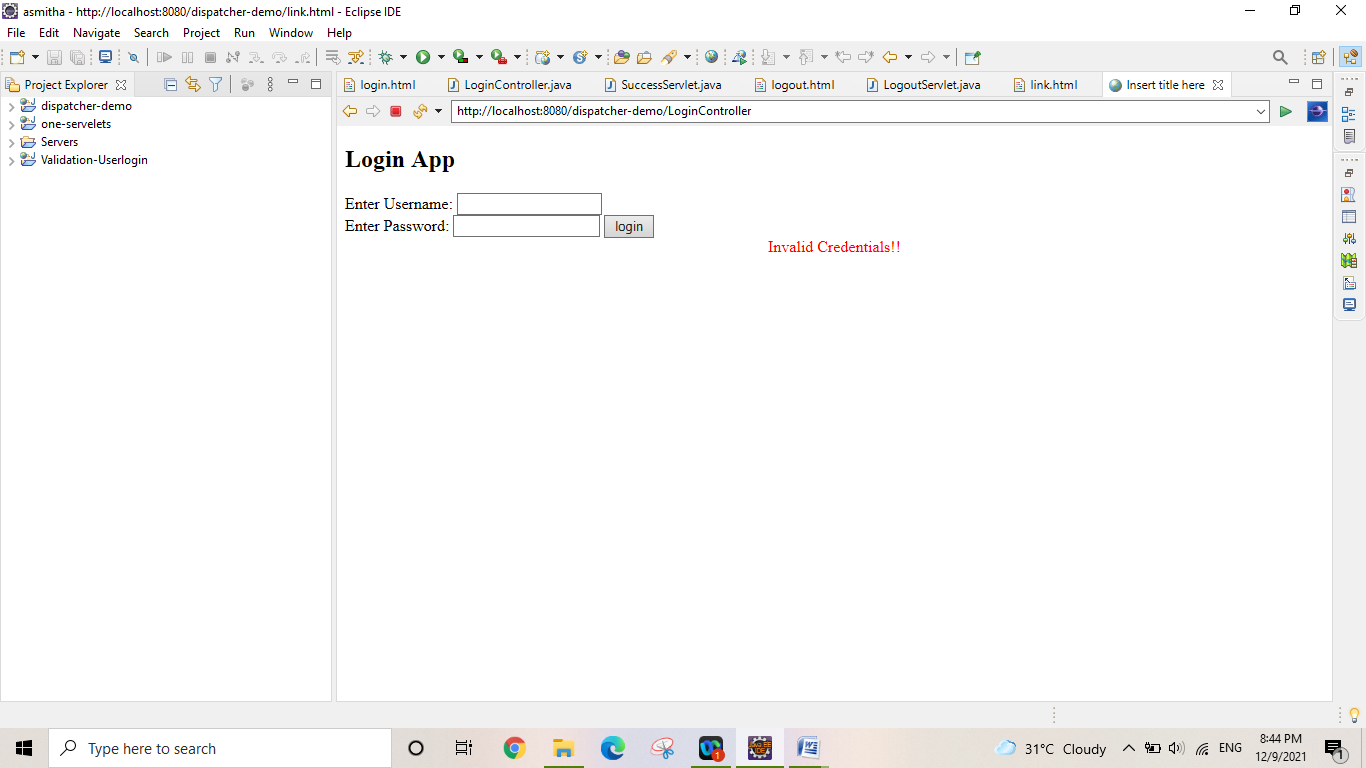 asmitha - http://localhost:8080/dispatcher-demo/link.html - Eclipse IDE
File Edit Navigate Search Project Run Window Help
Project Explorer
login.html LoginController.java SuccessServlet.java logout.html LogoutServlet.java link.html Insert title here
dispatcher-demo
http://localhost:8080/dispatcher-demo/LoginController
one-servelets
Servers
Validation-Userlogin
Login App
Enter Username:
Enter Password: login
Invalid Credentials!!
Type here to search
1
31°C Cloudy
ENG
8:44 PM
12/9/2021
1